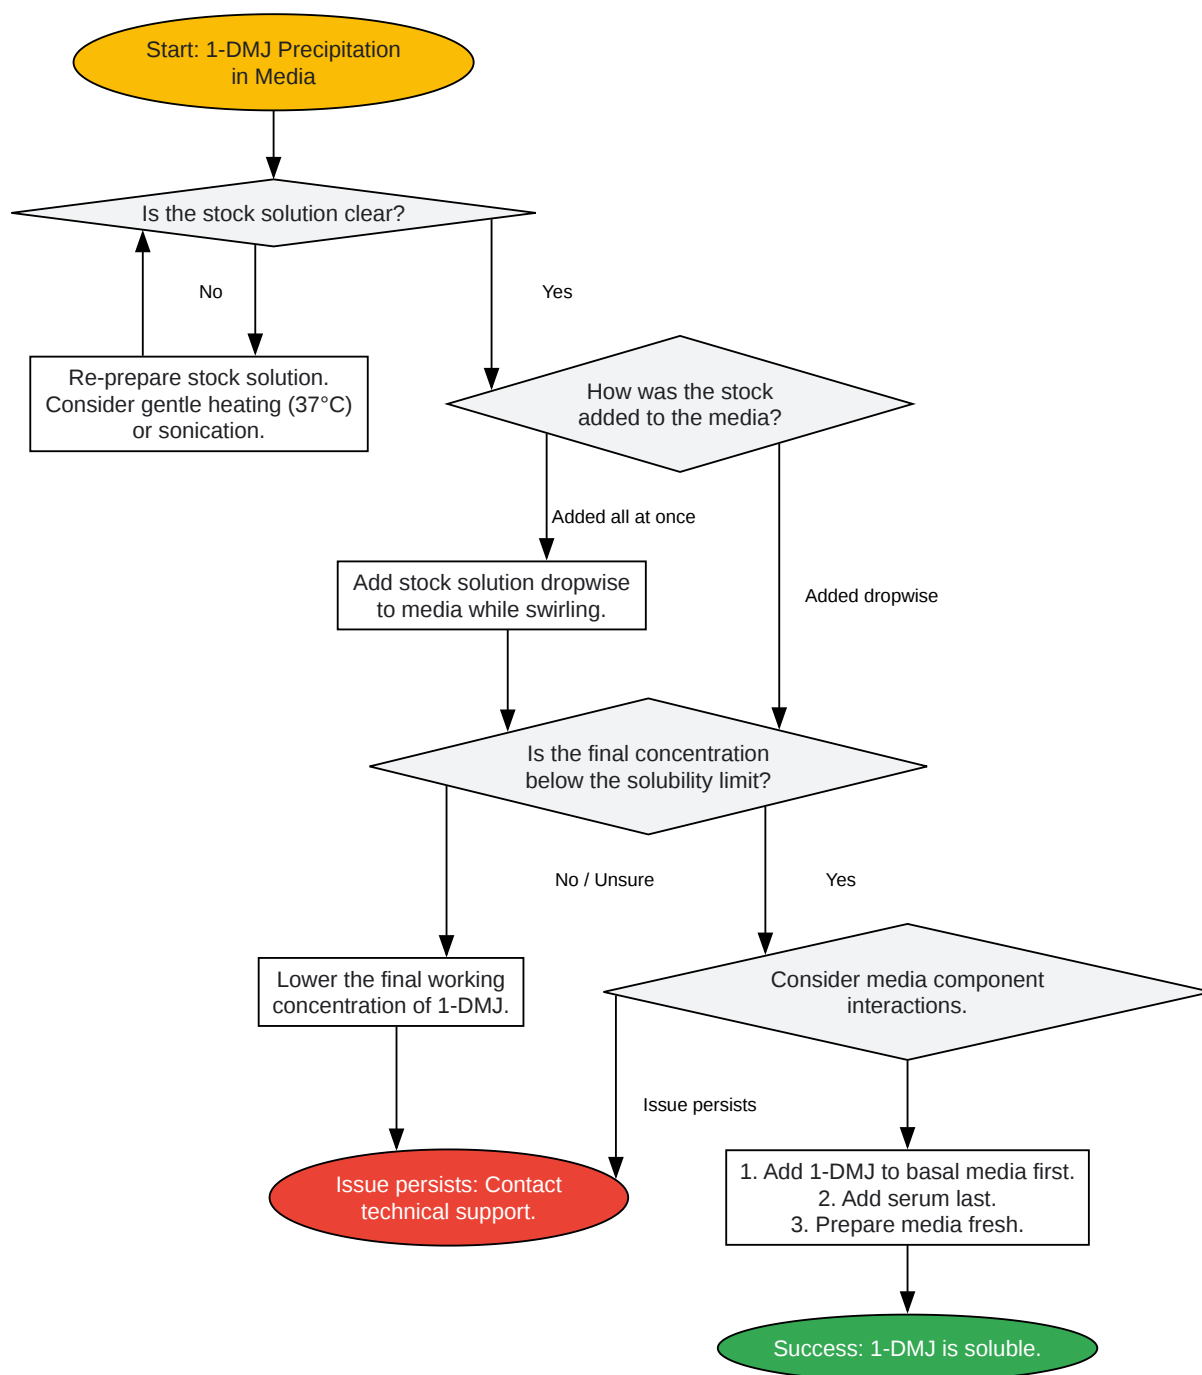 Start: 1-DMJ Precipitation
in Media
Is the stock solution clear?
No
Yes
Re-prepare stock solution.
Consider gentle heating (37°C)
or sonication.
How was the stock
added to the media?
Added all at once
Add stock solution dropwise
to media while swirling.
Added dropwise
Is the final concentration
below the solubility limit?
No / Unsure
Yes
Lower the final working
concentration of 1-DMJ.
Consider media component
interactions.
Issue persists
Issue persists: Contact
technical support.
1. Add 1-DMJ to basal media first.
2. Add serum last.
3. Prepare media fresh.
Success: 1-DMJ is soluble.